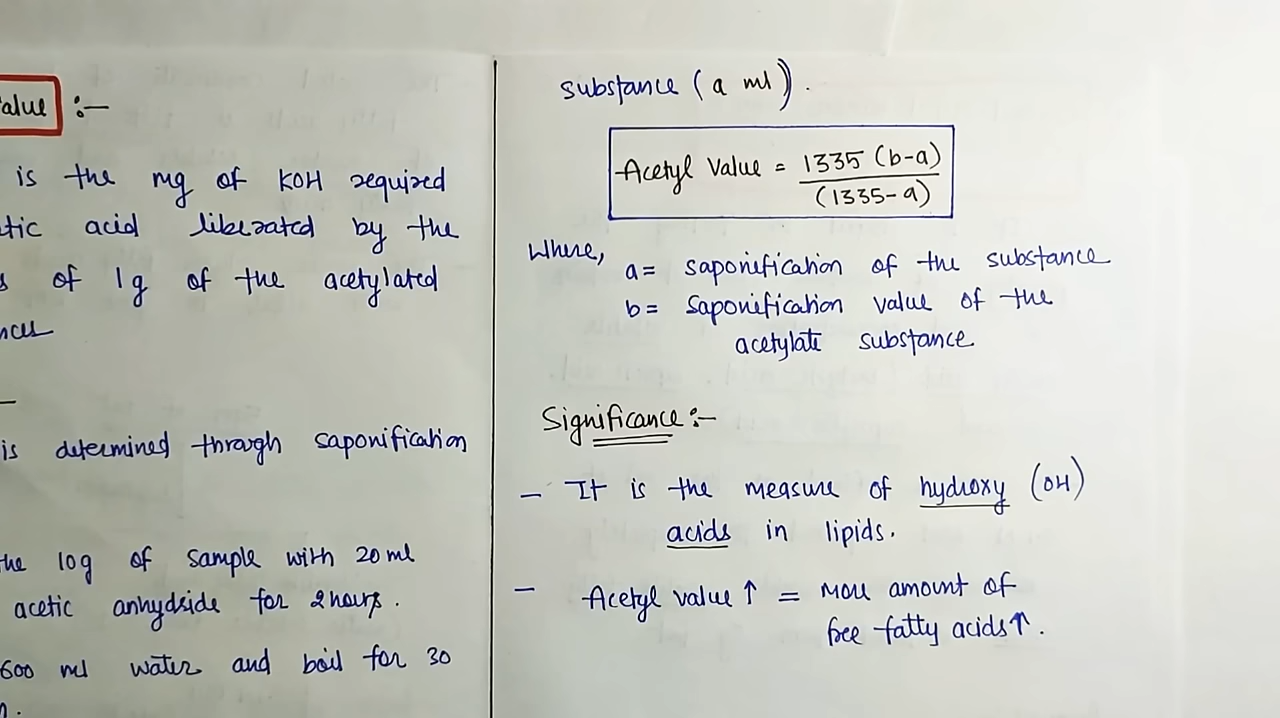 alue :-
is the mg of KOH required
tic acid liberated by the
s of 1g of the acetylated
nces
-
is determined through saponification
he 10g of sample with 20 ml
acetic anhydride for 2 hours.
600 ml water and boil for 30
substance (a ml).
Acetyl Value = 1335 (b-a)
(1335-a)
Where,
a= saponification of the substance
b= saponification value of the
acetylate substance
Significance :-
- It is the measure of hydroxy (OH)
acids in lipids.
- Acetyl value ↑ = more amount of
free fatty acids↑.